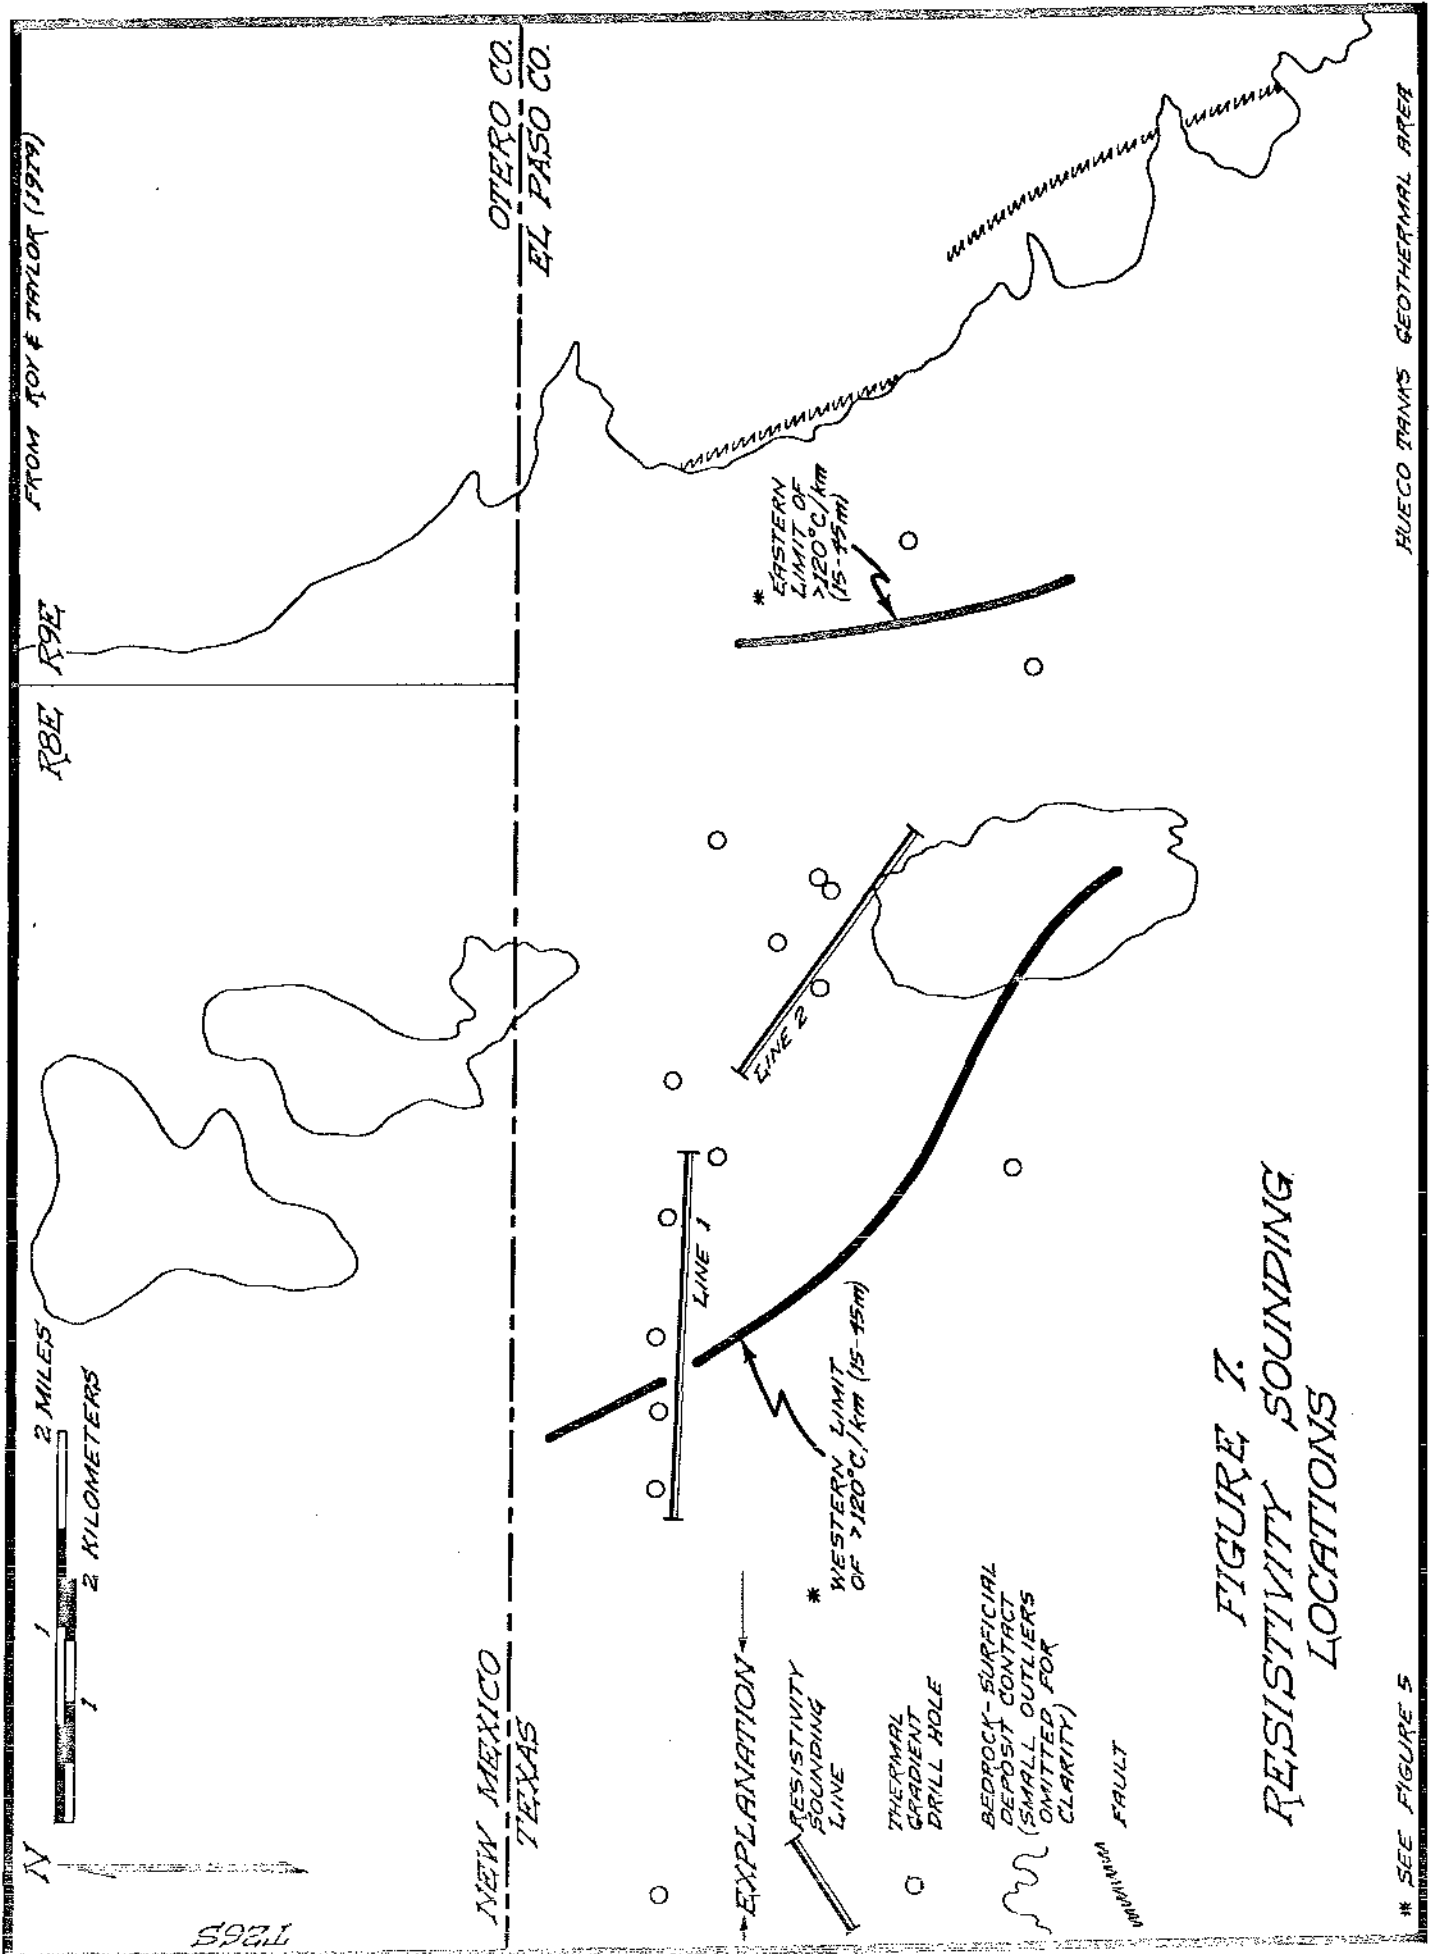 FROM ROY & TAYLOR (1979)
N
2 MILES
1
2 KILOMETERS
1
R8E
R9E
T26S
NEW MEXICO
TEXAS
OTERO CO.
EL PASO CO.
LINE 1
LINE 2
* EASTERN
LIMIT OF
>120°C/km
(15-45m)
* WESTERN LIMIT
OF >120°C/km (15-45m)
EXPLANATION
RESISTIVITY
SOUNDING
LINE
THERMAL
GRADIENT
DRILL HOLE
BEDROCK-SURFICIAL
DEPOSIT CONTACT
(SMALL OUTLIERS
OMITTED FOR
CLARITY)
FAULT
FIGURE 7.
RESISTIVITY SOUNDING
LOCATIONS
* SEE FIGURE 5
HUECO TANKS GEOTHERMAL AREA